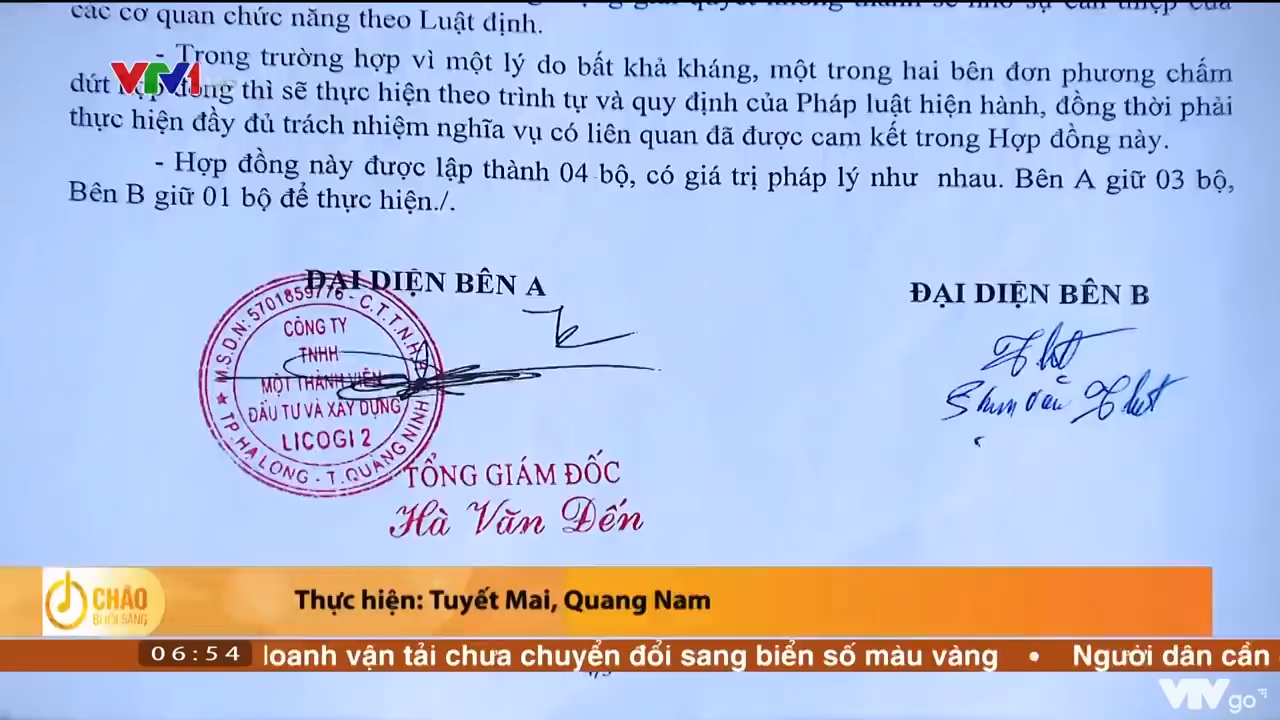 các cơ quan chức năng theo Luật định.
- Trong trường hợp vì một lý do bất khả kháng, một trong hai bên đơn phương chấm
VTV1
dứt hợp đồng thì sẽ thực hiện theo trình tự và quy định của Pháp luật hiện hành, đồng thời phải
thực hiện đầy đủ trách nhiệm nghĩa vụ có liên quan đã được cam kết trong Hợp đồng này.
- Hợp đồng này được lập thành 04 bộ, có giá trị pháp lý như nhau. Bên A giữ 03 bộ,
Bên B giữ 01 bộ để thực hiện./.
ĐẠI DIỆN BÊN A
ĐẠI DIỆN BÊN B
M.S.D.N: 5701859776 - C.T.T.N.H.H
CÔNG TY
TNHH
MỘT THÀNH VIÊN
ĐẦU TƯ VÀ XÂY DỰNG
LICOGI 2
TP. HẠ LONG - T. QUẢNG NINH
TỔNG GIÁM ĐỐC
Hà Văn Đến
CHÀO
BUỔI SÁNG
Thực hiện: Tuyết Mai, Quang Nam
06:54
loanh vận tải chưa chuyển đổi sang biển số màu vàng • Người dân cần
VTVgo